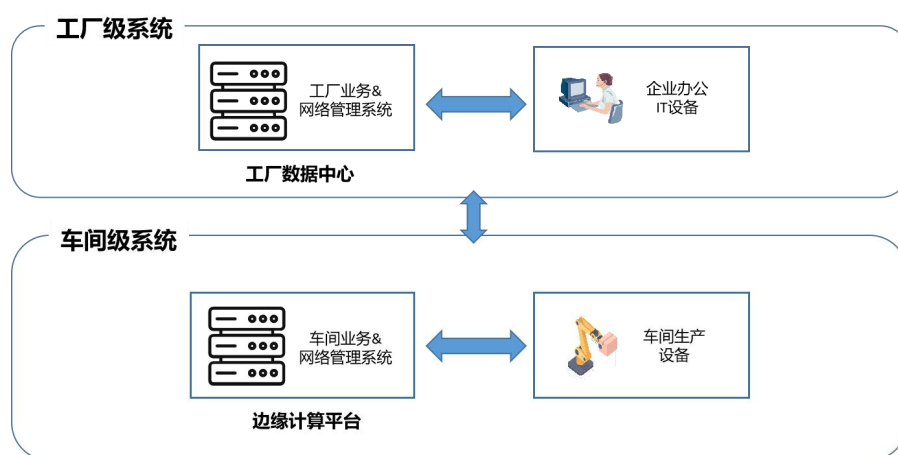 工厂级系统
工厂业务&
网络管理系统
企业办公
IT设备
工厂数据中心
车间级系统
车间业务&
网络管理系统
车间生产
设备
边缘计算平台